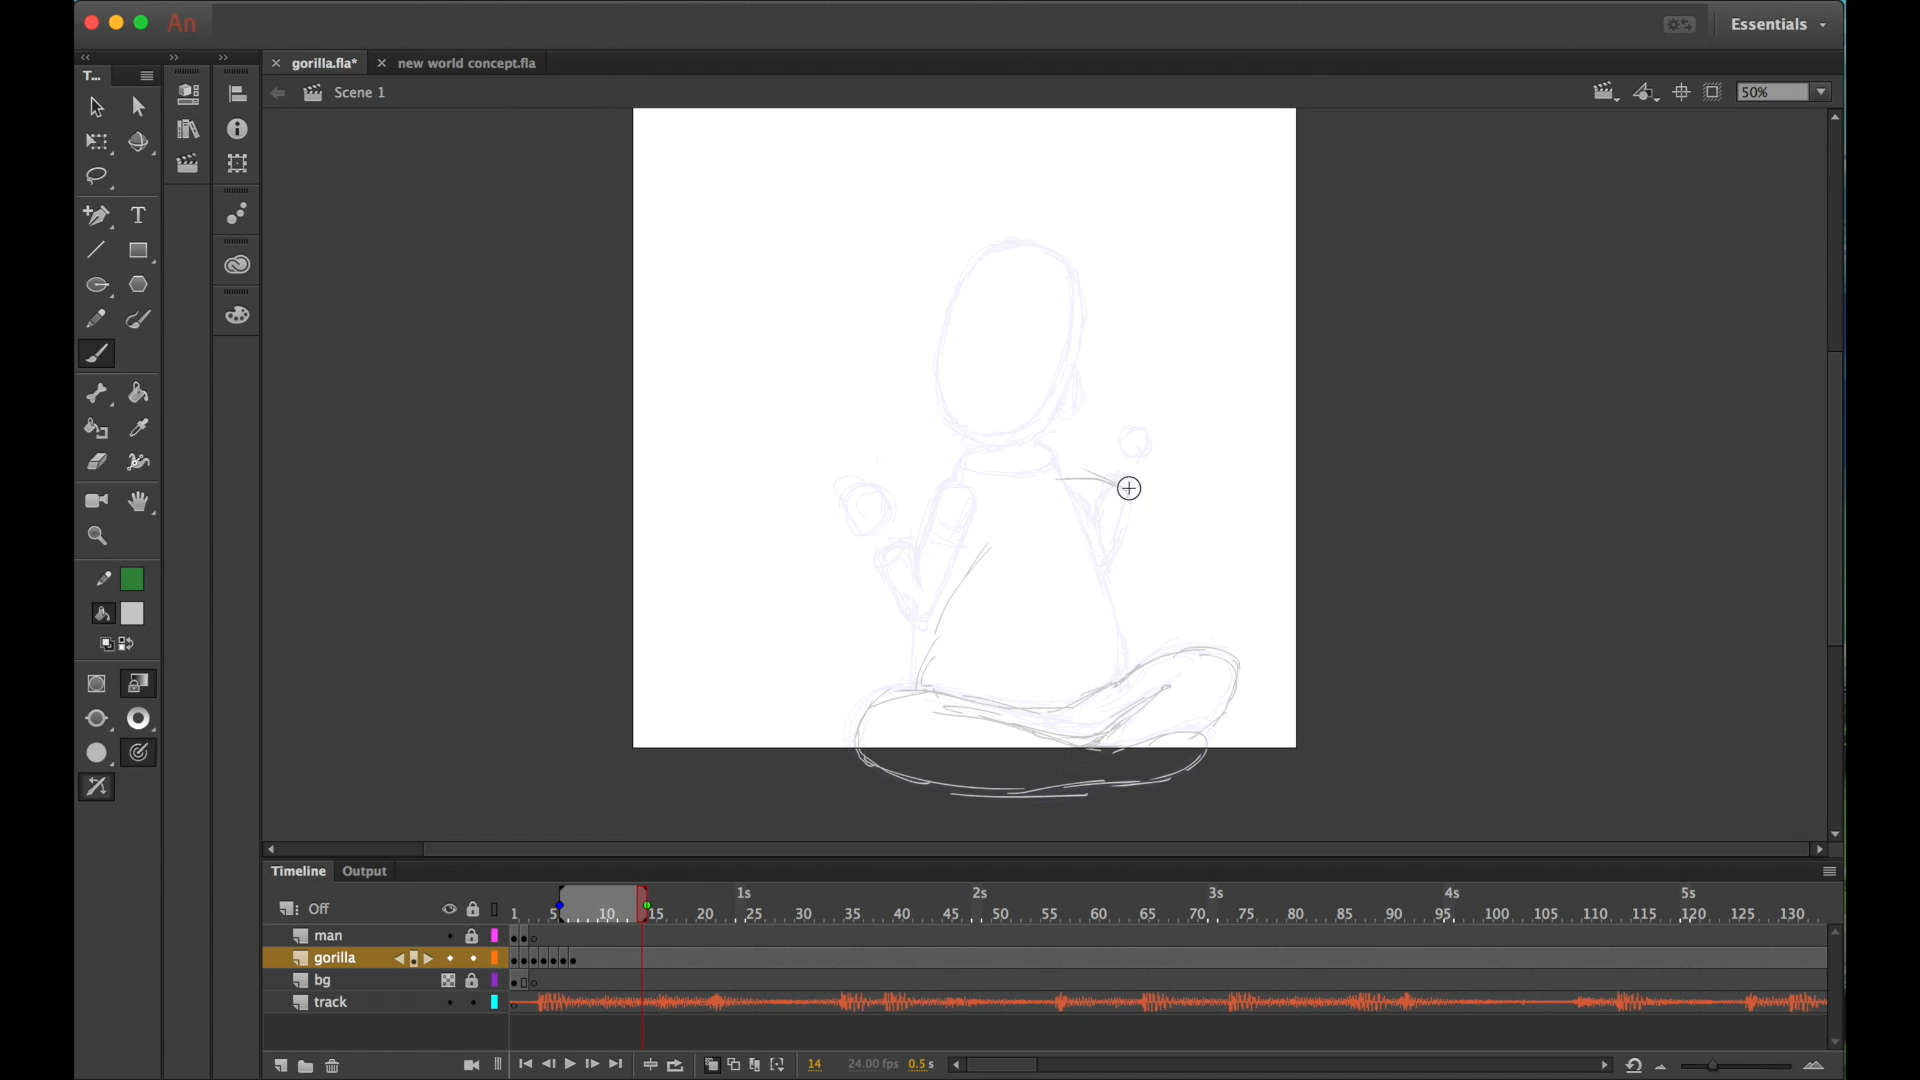 An
Essentials
T...
gorilla.fla*
new world concept.fla
Scene 1
50%
T
Timeline
Output
1s 2s 3s 4s 5s
Off
1 5 10 15 20 25 30 35 40 45 50 55 60 65 70 75 80 85 90 95 100 105 110 115 120 125 130
man
gorilla
bg
track
14
24.00 fps
0.5 s